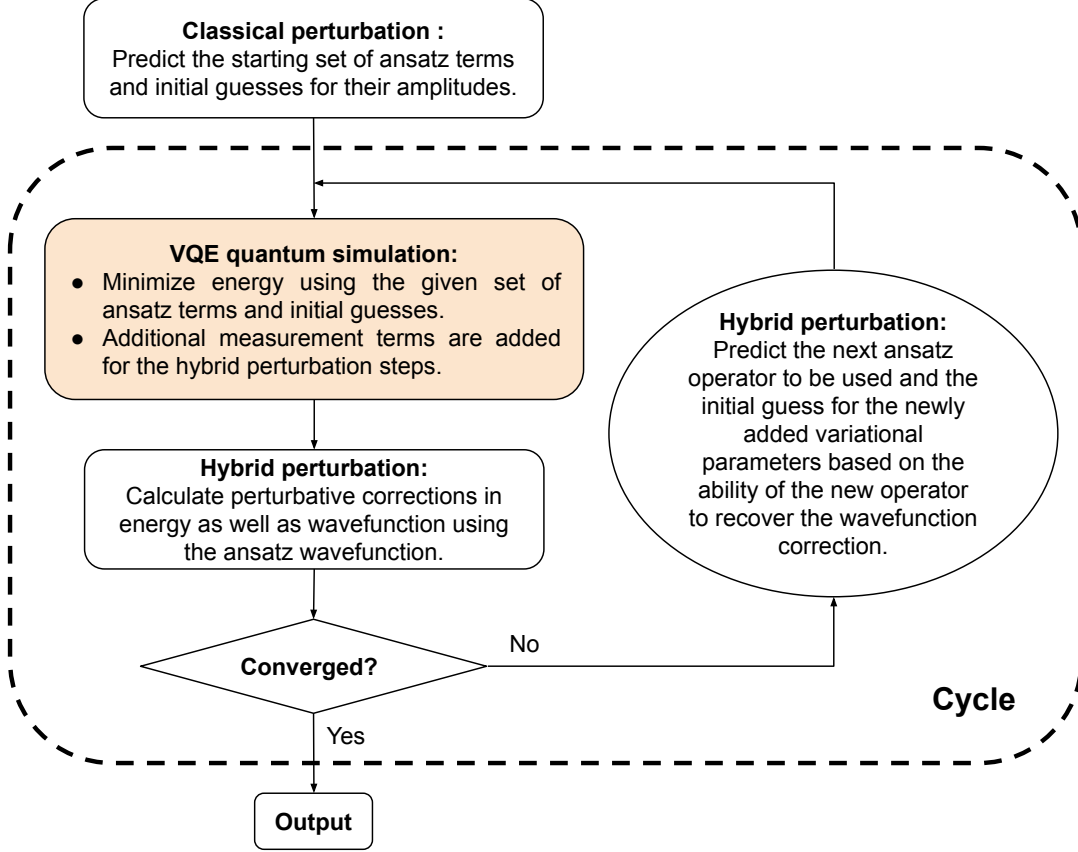 Classical perturbation :
Predict the starting set of ansatz terms
and initial guesses for their amplitudes.
VQE quantum simulation:
● Minimize energy using the given set of
ansatz terms and initial guesses.
● Additional measurement terms are added
for the hybrid perturbation steps.
Hybrid perturbation:
Calculate perturbative corrections in
energy as well as wavefunction using
the ansatz wavefunction.
Converged?
No
Hybrid perturbation:
Predict the next ansatz
operator to be used and the
initial guess for the newly
added variational
parameters based on the
ability of the new operator
to recover the wavefunction
correction.
Cycle
Yes
Output